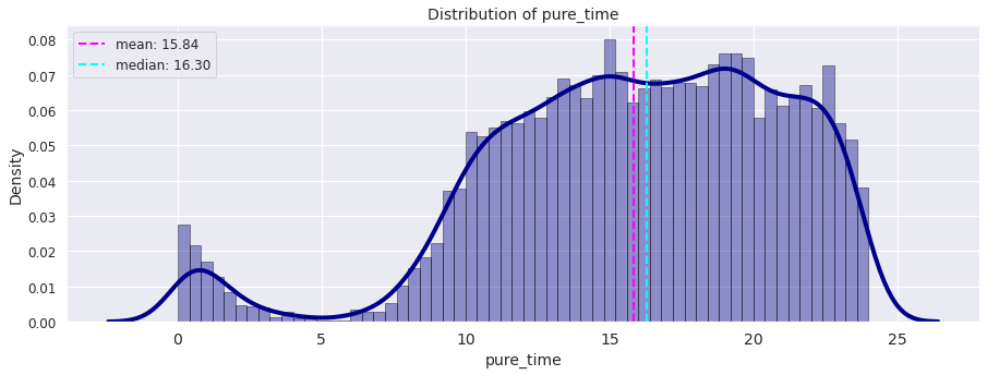 Distribution of pure_time
mean: 15.84
median: 16.30
Density
0.08
0.07
0.06
0.05
0.04
0.03
0.02
0.01
0.00
0 5 10 15 20 25
pure_time